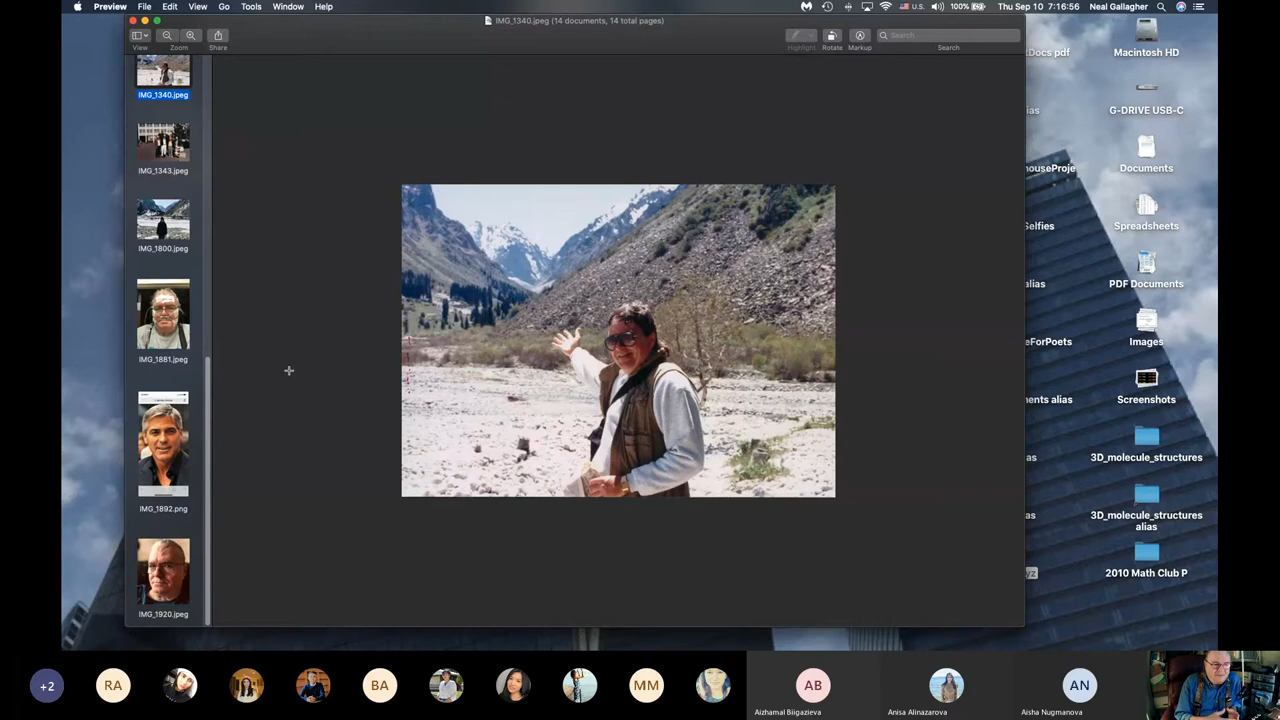 Preview File Edit View Go Tools Window Help
U.S. 100% Thu Sep 10 7:16:56 Neal Gallagher
IMG_1340.jpeg (14 documents, 14 total pages)
View Zoom Share
Highlight Rotate Markup Search
Search
IMG_1340.jpeg
IMG_1343.jpeg
IMG_1800.jpeg
IMG_1881.jpeg
IMG_1892.png
IMG_1920.jpeg
Docs pdf
Macintosh HD
ias
G-DRIVE USB-C
houseProje
Documents
Selfies
Spreadsheets
alias
PDF Documents
eForPoets
Images
ments alias
Screenshots
3D_molecule_structures
3D_molecule_structures
alias
yz
2010 Math Club P
+2
RA
BA
MM
AB
Aizhamal Biigazieva
Anisa Alinazarova
AN
Aisha Nugmanova